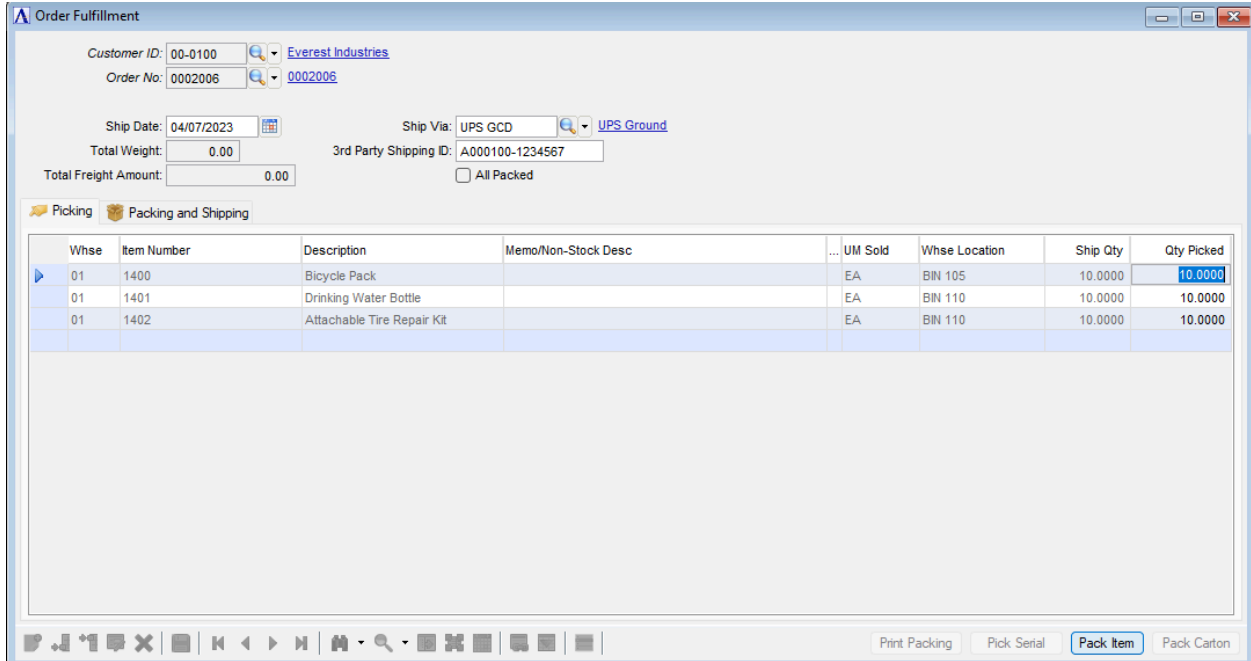 Order Fulfillment
Customer ID: 00-0100 Everest Industries
Order No: 0002006 0002006
Ship Date: 04/07/2023 Ship Via: UPS GCD UPS Ground
Total Weight: 0.00 3rd Party Shipping ID: A000100-1234567
Total Freight Amount: 0.00 All Packed
Picking Packing and Shipping
Whse Item Number Description Memo/Non-Stock Desc ... UM Sold Whse Location Ship Qty Qty Picked
01 1400 Bicycle Pack EA BIN 105 10.0000 10.0000
01 1401 Drinking Water Bottle EA BIN 110 10.0000 10.0000
01 1402 Attachable Tire Repair Kit EA BIN 110 10.0000 10.0000
Print Packing Pick Serial Pack Item Pack Carton